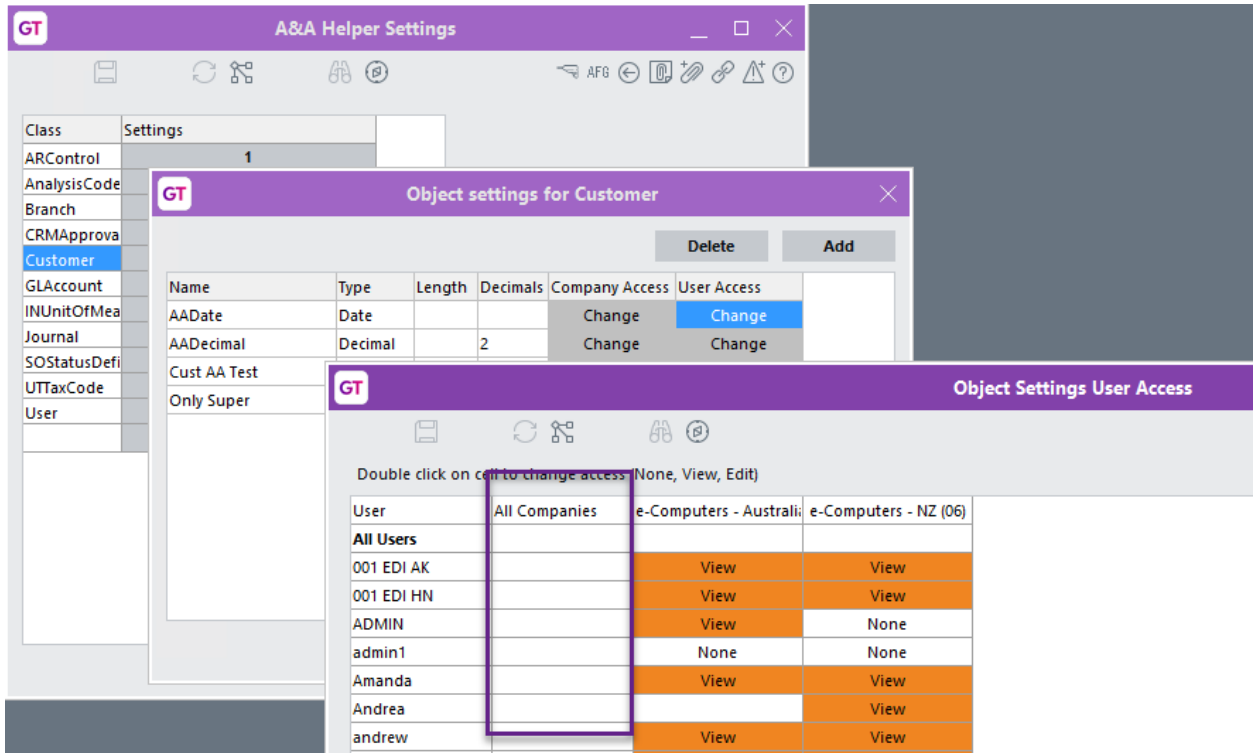 GT A&A Helper Settings
AFG
Class Settings
ARControl 1
AnalysisCode
Branch
CRMApprova
Customer
GLAccount
INUnitOfMea
Journal
SOStatusDefi
UTTaxCode
User
GT Object settings for Customer
Delete Add
Name Type Length Decimals Company Access User Access
AADate Date Change Change
AADecimal Decimal 2 Change Change
Cust AA Test
Only Super
GT Object Settings User Access
Double click on cell to change access (None, View, Edit)
User All Companies e-Computers - Australia e-Computers - NZ (06)
All Users
001 EDI AK View View
001 EDI HN View View
ADMIN View None
admin1 None None
Amanda View View
Andrea View
andrew View View